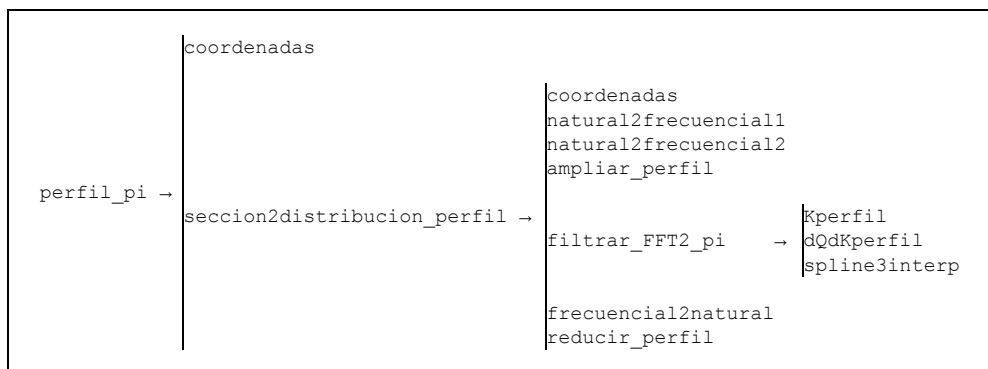 coordenadas
coordenadas
natural2frecuencial1
natural2frecuencial2
ampliar_perfil
perfil_pi →
seccion2distribucion_perfil →
Kperfil
filtrar_FFT2_pi → dQdKperfil
spline3interp
frecuencial2natural
reducir_perfil